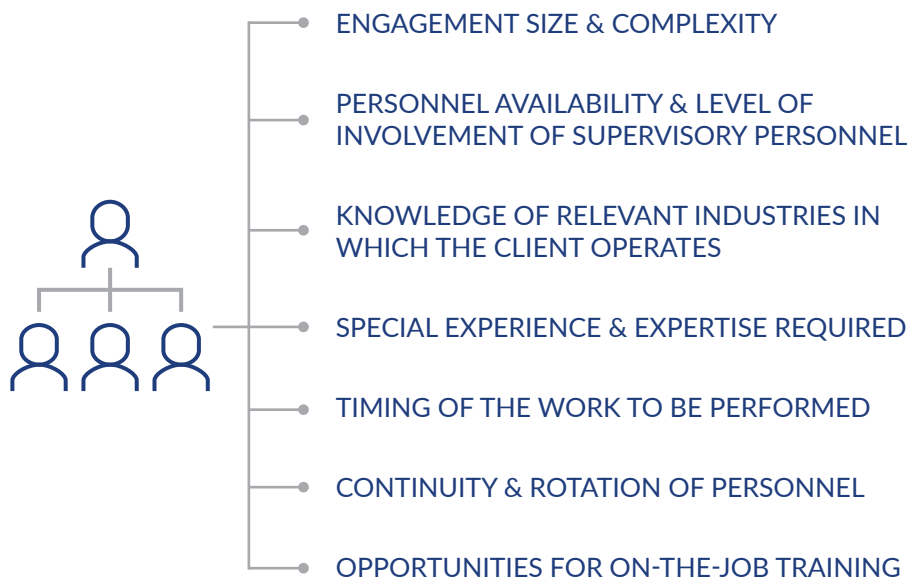 ENGAGEMENT SIZE & COMPLEXITY
PERSONNEL AVAILABILITY & LEVEL OF
INVOLVEMENT OF SUPERVISORY PERSONNEL
KNOWLEDGE OF RELEVANT INDUSTRIES IN
WHICH THE CLIENT OPERATES
SPECIAL EXPERIENCE & EXPERTISE REQUIRED
TIMING OF THE WORK TO BE PERFORMED
CONTINUITY & ROTATION OF PERSONNEL
OPPORTUNITIES FOR ON-THE-JOB TRAINING